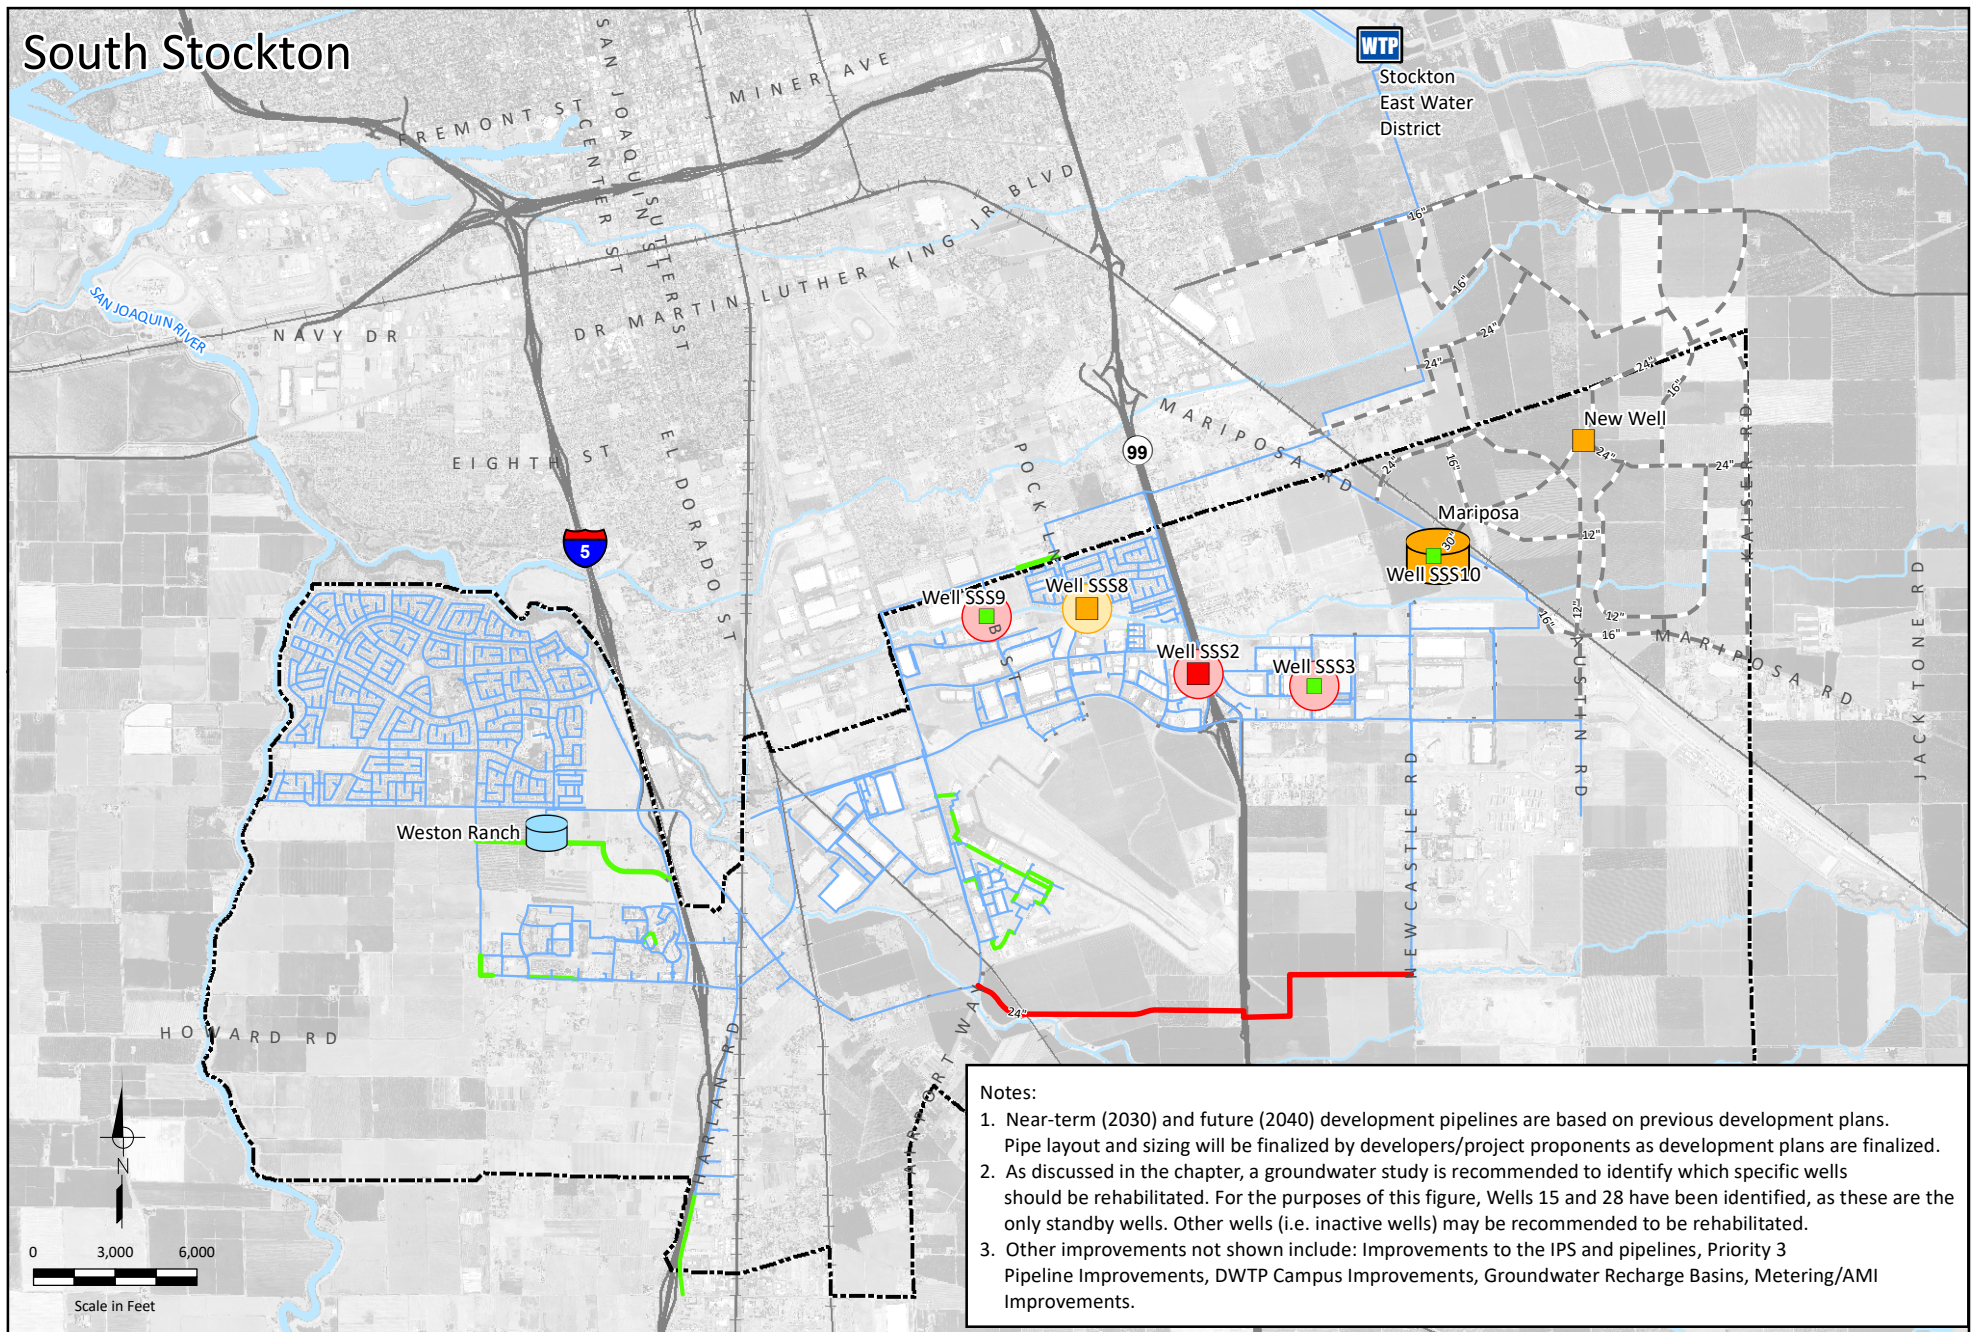 South Stockton
WTP
Stockton
East Water
District
SAN JOAQUIN ST
MINER AVE
FREMONT ST
CENTER ST
SUTTER ST
DR MARTIN LUTHER KING JR BLVD
SAN JOAQUIN RIVER
NAVY DR
16"
16"
24"
24"
24"
16"
MARIPOSA RD
New Well
99
EIGHTH ST
EL DORADO ST
POCK LN
24"
16"
24"
24"
KAISER RD
Mariposa
30"
12"
5
Well SSS10
Well SSS9
Well SSS8
B ST
12"
12"
16"
16"
MARIPOSA RD
JACK TONE RD
Well SSS2
Well SSS3
AUSTIN RD
NEWCASTLE RD
Weston Ranch
HOWARD RD
24"
AIRPORT WAY
HARLAN RD
N
0 3,000 6,000
Scale in Feet
Notes:
1. Near-term (2030) and future (2040) development pipelines are based on previous development plans.
Pipe layout and sizing will be finalized by developers/project proponents as development plans are finalized.
2. As discussed in the chapter, a groundwater study is recommended to identify which specific wells
should be rehabilitated. For the purposes of this figure, Wells 15 and 28 have been identified, as these are the
only standby wells. Other wells (i.e. inactive wells) may be recommended to be rehabilitated.
3. Other improvements not shown include: Improvements to the IPS and pipelines, Priority 3
Pipeline Improvements, DWTP Campus Improvements, Groundwater Recharge Basins, Metering/AMI
Improvements.